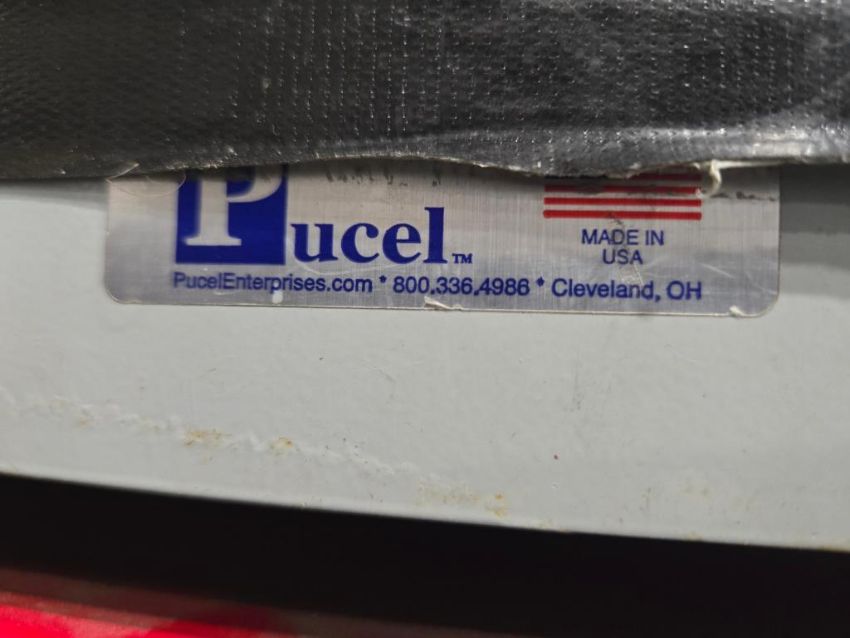 Pucel™
MADE IN
USA
PucelEnterprises.com * 800.336.4986 * Cleveland, OH